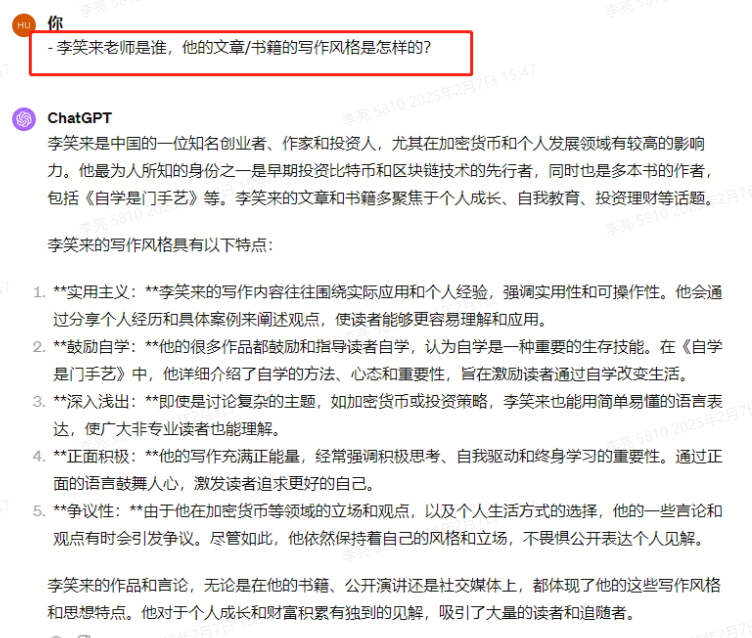 HU
你
- 李笑来老师是谁，他的文章/书籍的写作风格是怎样的？
ChatGPT
李笑来是中国的一位知名创业者、作家和投资人，尤其在加密货币和个人发展领域有较高的影响
力。他最为人所知的身份之一是早期投资比特币和区块链技术的先行者，同时也是多本书的作者，
包括《自学是门手艺》等。李笑来的文章和书籍多聚焦于个人成长、自我教育、投资理财等话题。
李笑来的写作风格具有以下特点：
1. **实用主义：**李笑来的写作内容往往围绕实际应用和个人经验，强调实用性和可操作性。他会通
过分享个人经历和具体案例来阐述观点，使读者能够更容易理解和应用。
2. **鼓励自学：**他的很多作品都鼓励和指导读者自学，认为自学是一种重要的生存技能。在《自学
是门手艺》中，他详细介绍了自学的方法、心态和重要性，旨在激励读者通过自学改变生活。
3. **深入浅出：**即使是讨论复杂的主题，如加密货币或投资策略，李笑来也能用简单易懂的语言表
达，使广大非专业读者也能理解。
4. **正面积极：**他的写作充满正能量，经常强调积极思考、自我驱动和终身学习的重要性。通过正
面的语言鼓舞人心，激发读者追求更好的自己。
5. **争议性：**由于他在加密货币等领域的立场和观点，以及个人生活方式的选择，他的一些言论和
观点有时会引发争议。尽管如此，他依然保持着自己的风格和立场，不畏惧公开表达个人见解。
李笑来的作品和言论，无论是在他的书籍、公开演讲还是社交媒体上，都体现了他的这些写作风格
和思想特点。他对于个人成长和财富积累有独到的见解，吸引了大量的读者和追随者。
李亮 5810 2025年2月7日 15:47